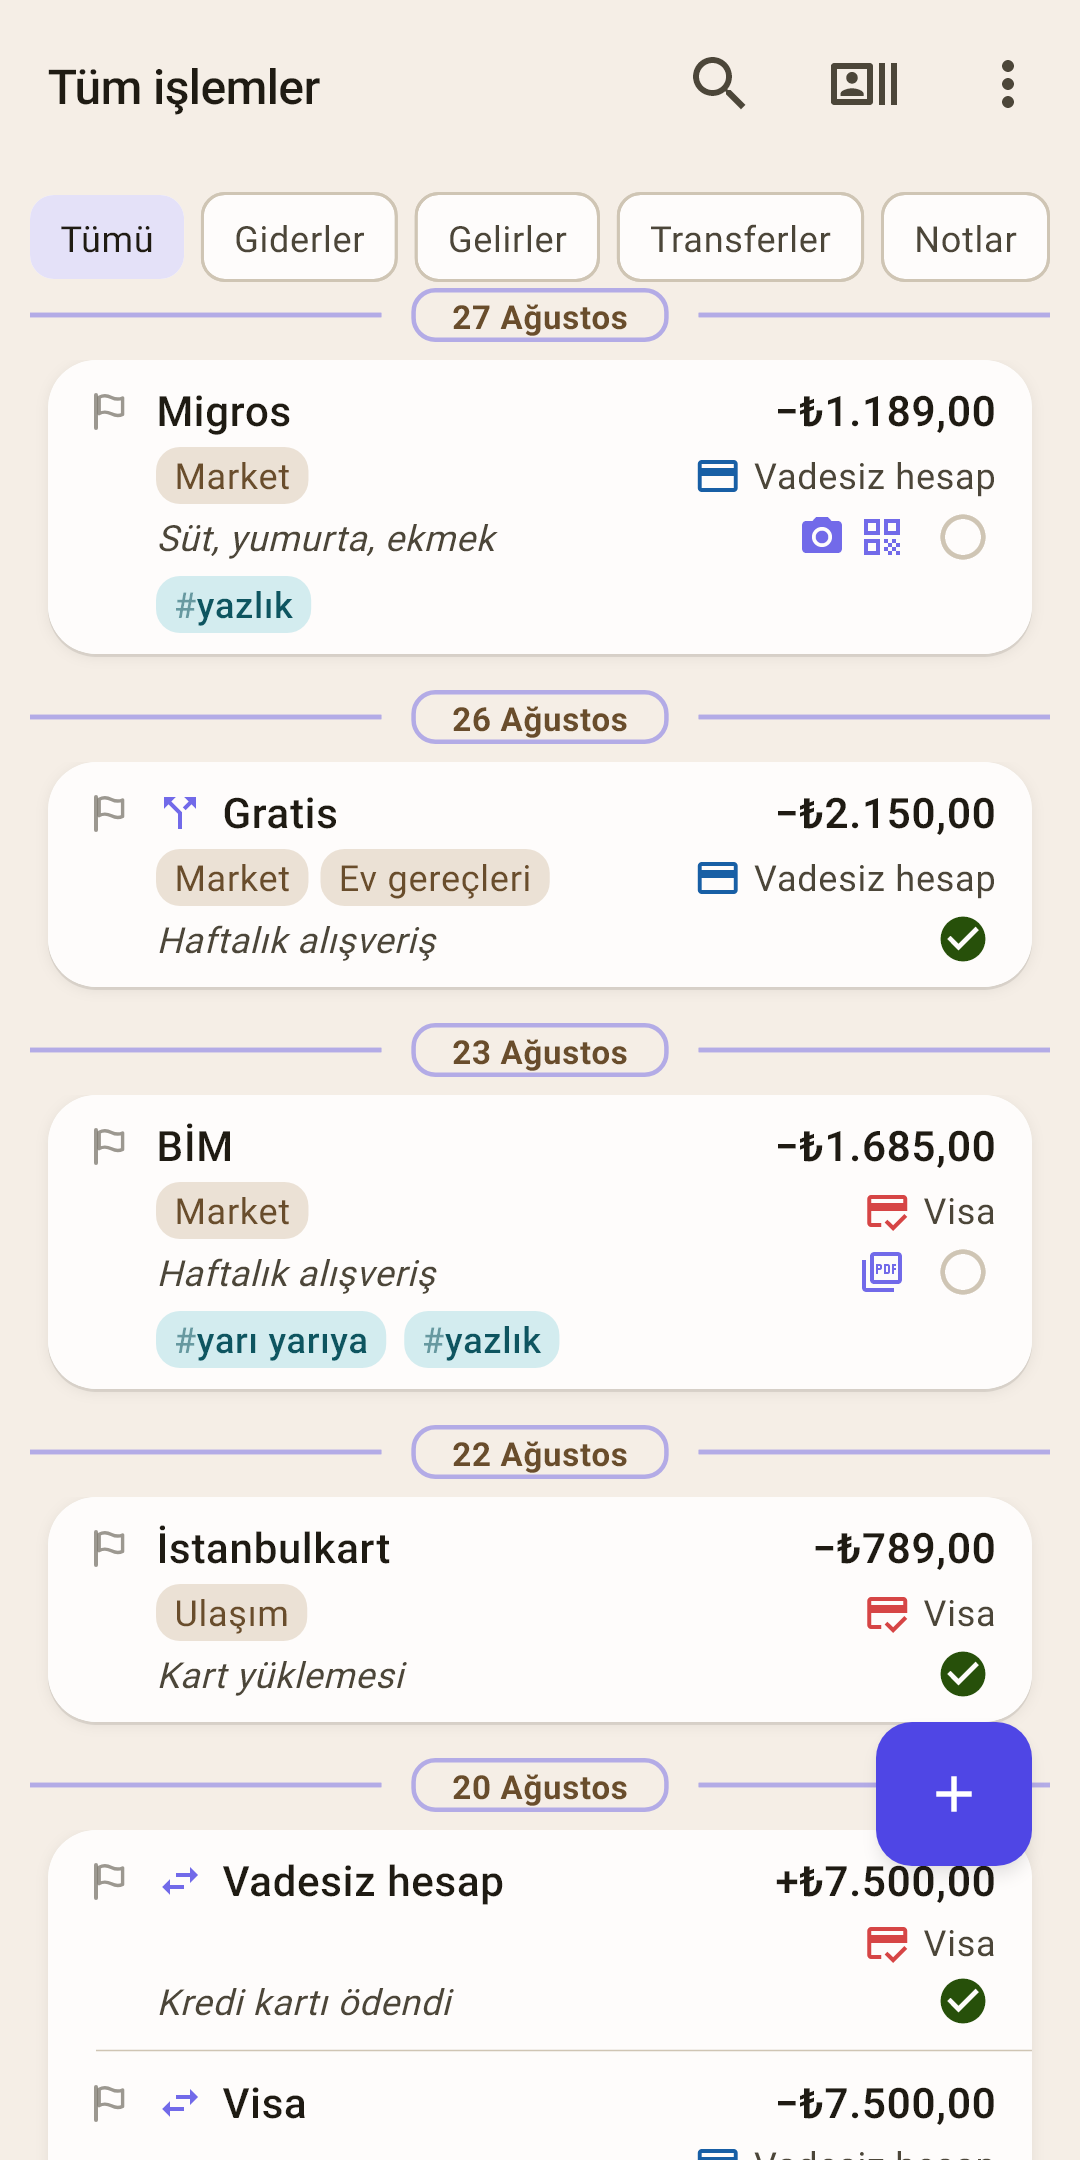 Tüm işlemler
Tümü Giderler Gelirler Transferler Notlar
27 Ağustos
Migros −₺1.189,00
Market Vadesiz hesap
Süt, yumurta, ekmek
#yazlık
26 Ağustos
Gratis −₺2.150,00
Market Ev gereçleri Vadesiz hesap
Haftalık alışveriş
23 Ağustos
BİM −₺1.685,00
Market Visa
Haftalık alışveriş PDF
#yarı yarıya #yazlık
22 Ağustos
İstanbulkart −₺789,00
Ulaşım Visa
Kart yüklemesi
20 Ağustos
Vadesiz hesap +₺7.500,00
Visa
Kredi kartı ödendi
Visa −₺7.500,00
Vadesiz hesap